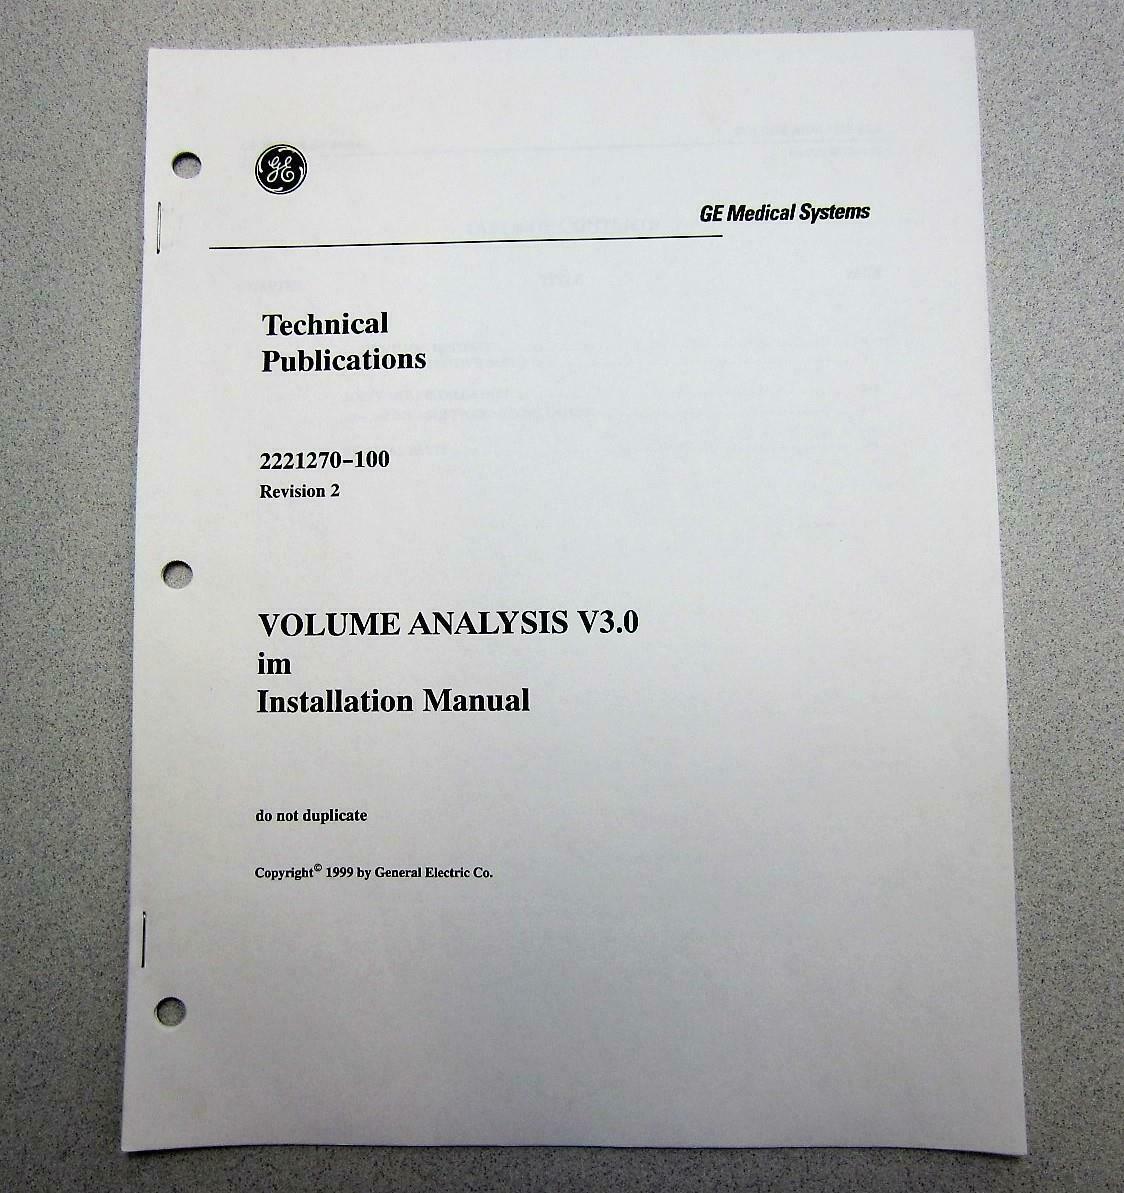 GE
GE Medical Systems
Technical
Publications
2221270-100
Revision 2
VOLUME ANALYSIS V3.0
im
Installation Manual
do not duplicate
Copyright© 1999 by General Electric Co.